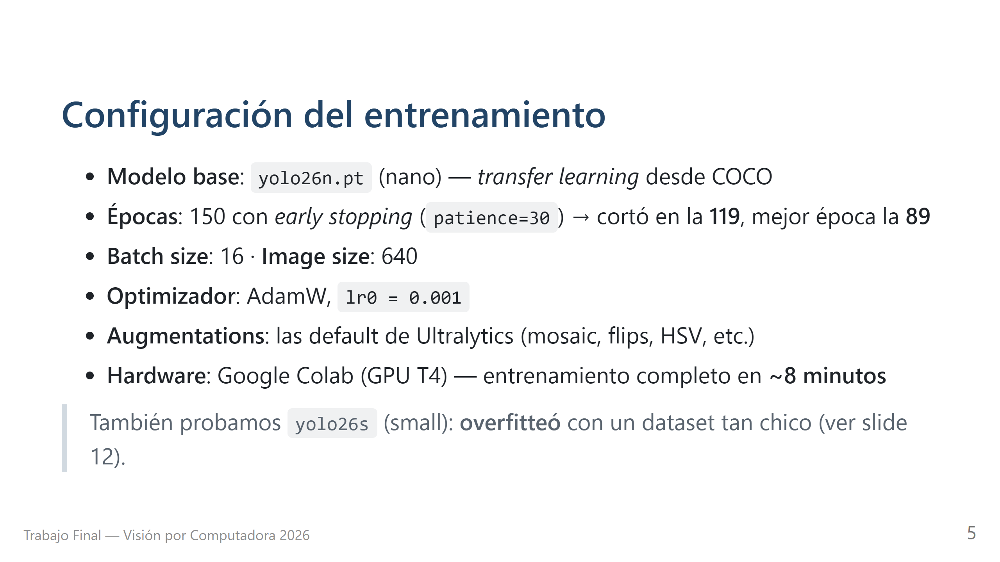 Configuración del entrenamiento
• Modelo base: yolo26n.pt (nano) — transfer learning desde COCO
• Épocas: 150 con early stopping ( patience=30 ) → cortó en la 119, mejor época la 89
• Batch size: 16 · Image size: 640
• Optimizador: AdamW, lr0 = 0.001
• Augmentations: las default de Ultralytics (mosaic, flips, HSV, etc.)
• Hardware: Google Colab (GPU T4) — entrenamiento completo en ~8 minutos
También probamos yolo26s (small): overfitteó con un dataset tan chico (ver slide
12).
Trabajo Final — Visión por Computadora 2026
5